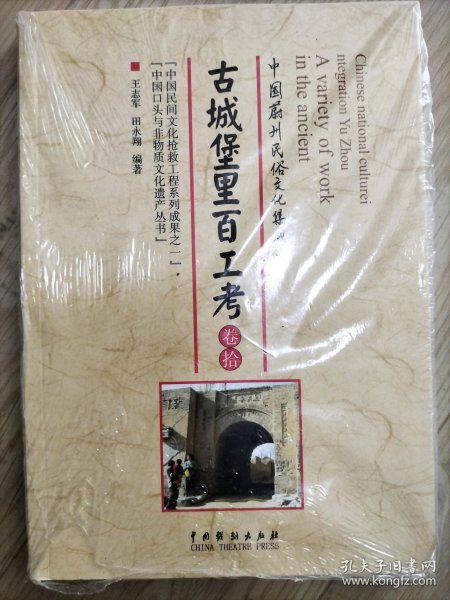 Chinese national culturei
ntegration Yu Zhou
A variety of work
in the ancient
中国蔚州民俗文化集
古城堡里百工考
卷拾
「中国民间文化抢救工程系列成果之一」·
「中国口头与非物质文化遗产丛书」
王志军 田永翔 编著
中国戏剧出版社
CHINA THEATRE PRESS
孔夫子旧书网
www.kongfz.com